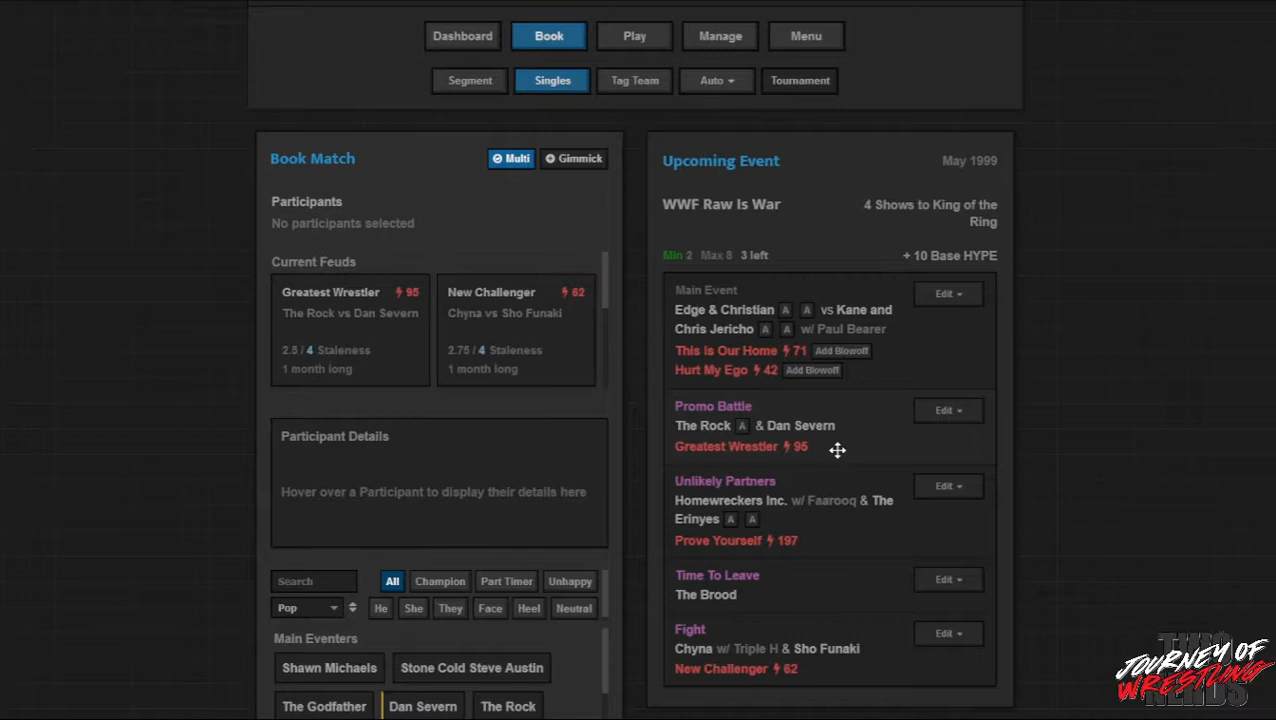 Dashboard Book Play Manage Menu
Segment Singles Tag Team Auto Tournament
Book Match
Multi Gimmick
Participants
No participants selected
Current Feuds
Greatest Wrestler 95
The Rock vs Dan Severn
2.5 / 4 Staleness
1 month long
New Challenger 62
Chyna vs Sho Funaki
2.75 / 4 Staleness
1 month long
Participant Details
Hover over a Participant to display their details here
Search All Champion Part Timer Unhappy
Pop He She They Face Heel Neutral
Main Eventers
Shawn Michaels Stone Cold Steve Austin
The Godfather Dan Severn The Rock
Upcoming Event May 1999
WWF Raw Is War
4 Shows to King of the
Ring
Min 2 Max 8 3 left + 10 Base HYPE
Main Event Edit
Edge & Christian A A vs Kane and
Chris Jericho A A w/ Paul Bearer
This Is Our Home 71 Add Blowoff
Hurt My Ego 42 Add Blowoff
Promo Battle Edit
The Rock A & Dan Severn
Greatest Wrestler 95
Unlikely Partners Edit
Homewreckers Inc. w/ Faarooq & The
Erinyes A A
Prove Yourself 197
Time To Leave Edit
The Brood
Fight Edit
Chyna w/ Triple H & Sho Funaki
New Challenger 62
THIS
JOURNEY OF
WRESTLING
NERDS